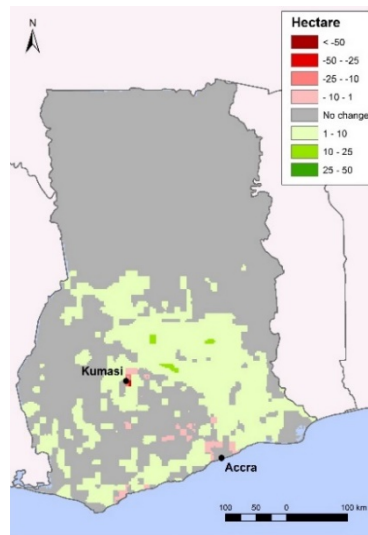 N
Hectare
< -50
-50 - -25
-25 - -10
- 10 - 1
No change
1 - 10
10 - 25
25 - 50
Kumasi
Accra
100 50 0 100 km